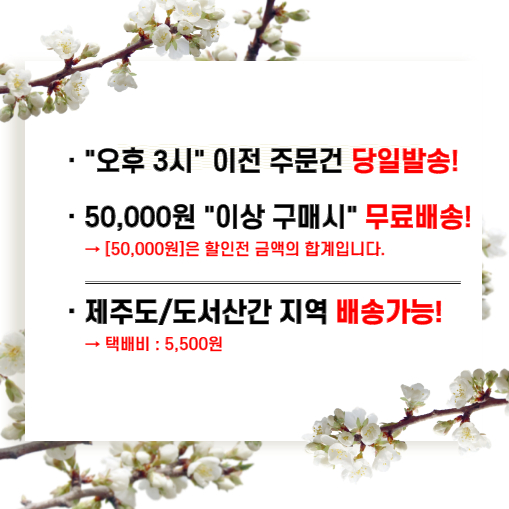 · "오후 3시" 이전 주문건 당일발송!
· 50,000원 "이상 구매시" 무료배송!
→ [50,000원]은 할인전 금액의 합계입니다.
· 제주도/도서산간 지역 배송가능!
→ 택배비 : 5,500원